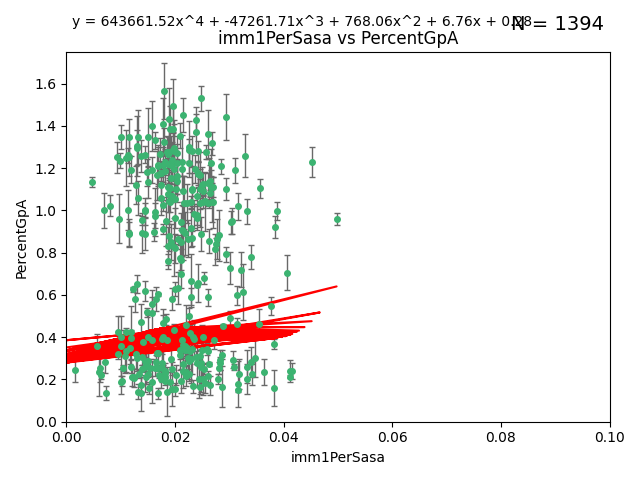 y = 643661.52x^4 + -47261.71x^3 + 768.06x^2 + 6.76x + 0.28
N = 1394
imm1PerSasa vs PercentGpA
PercentGpA
1.6
1.4
1.2
1.0
0.8
0.6
0.4
0.2
0.0
0.00 0.02 0.04 0.06 0.08 0.10
imm1PerSasa